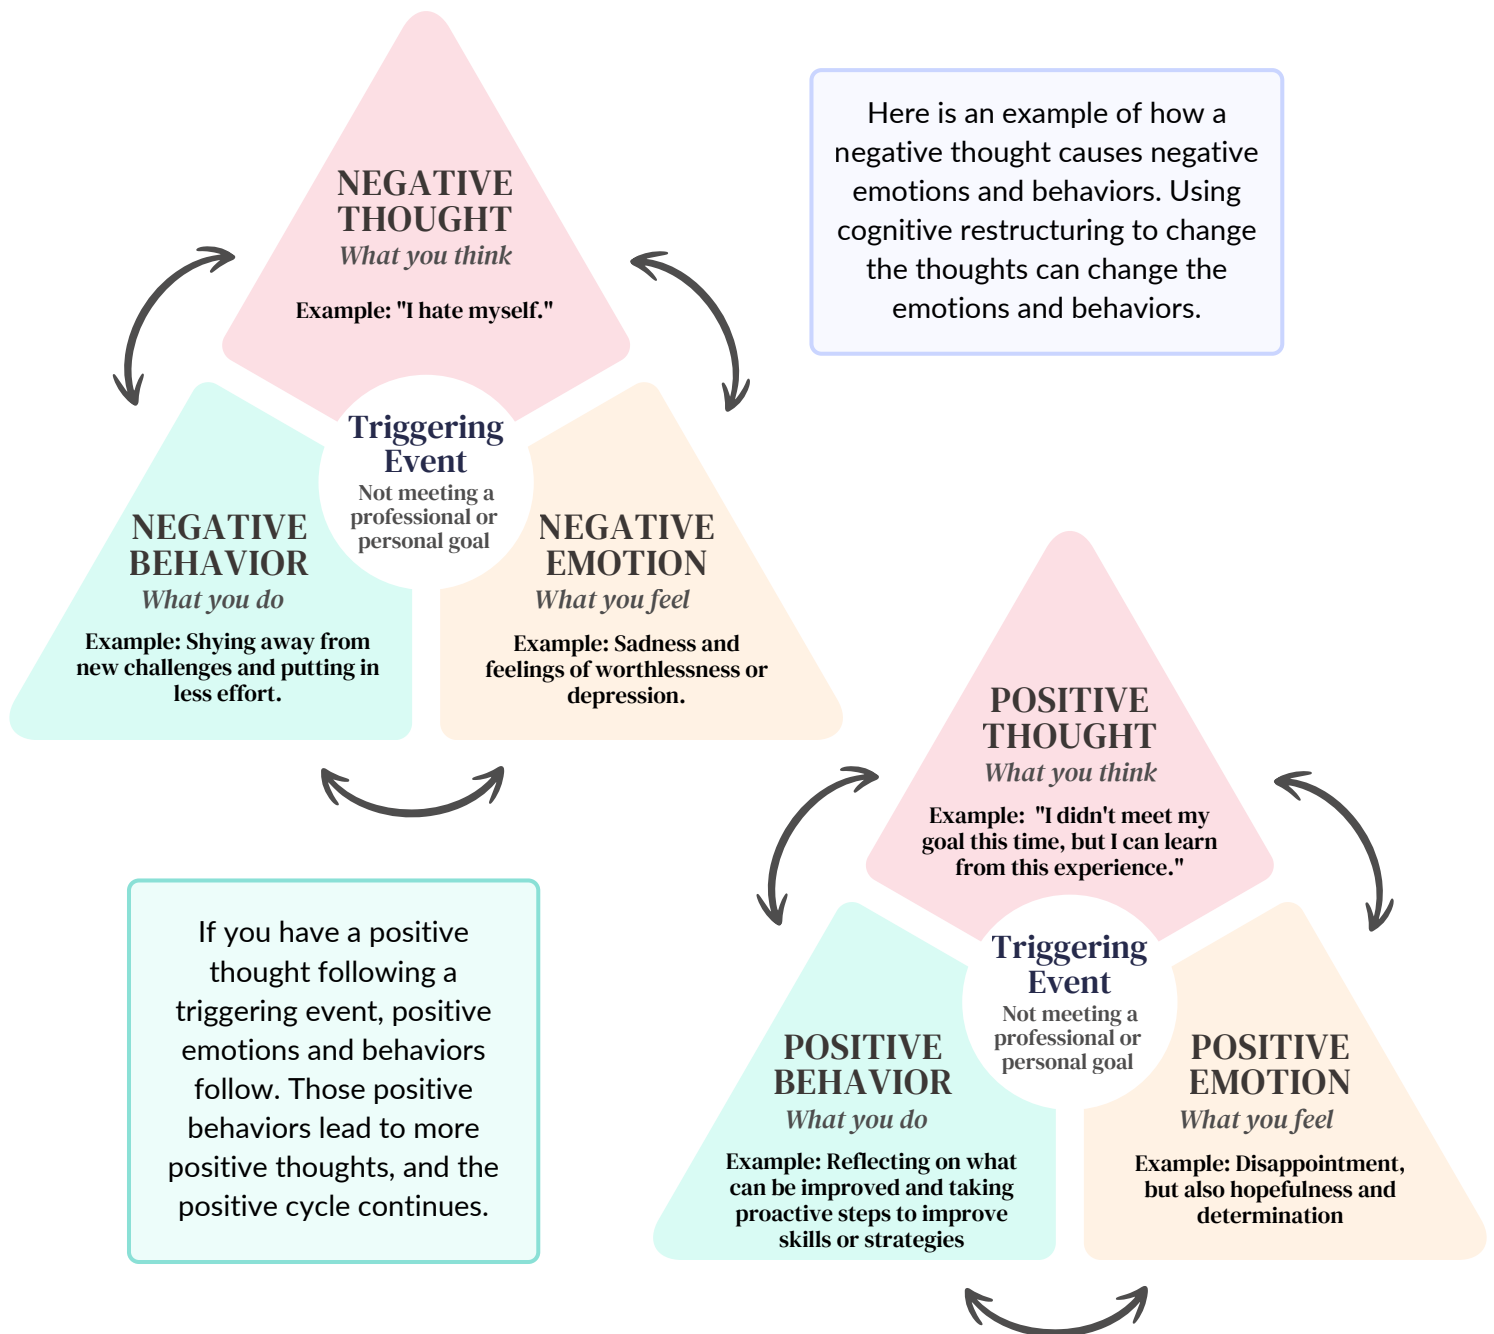 NEGATIVE
THOUGHT
What you think
Example: "I hate myself."
Here is an example of how a
negative thought causes negative
emotions and behaviors. Using
cognitive restructuring to change
the thoughts can change the
emotions and behaviors.
Triggering
Event
Not meeting a
professional or
personal goal
NEGATIVE
BEHAVIOR
What you do
Example: Shying away from
new challenges and putting in
less effort.
NEGATIVE
EMOTION
What you feel
Example: Sadness and
feelings of worthlessness or
depression.
POSITIVE
THOUGHT
What you think
Example:  "I didn't meet my
goal this time, but I can learn
from this experience."
If you have a positive
thought following a
triggering event, positive
emotions and behaviors
follow. Those positive
behaviors lead to more
positive thoughts, and the
positive cycle continues.
Triggering
Event
Not meeting a
professional or
personal goal
POSITIVE
BEHAVIOR
What you do
Example: Reflecting on what
can be improved and taking
proactive steps to improve
skills or strategies
POSITIVE
EMOTION
What you feel
Example: Disappointment,
but also hopefulness and
determination